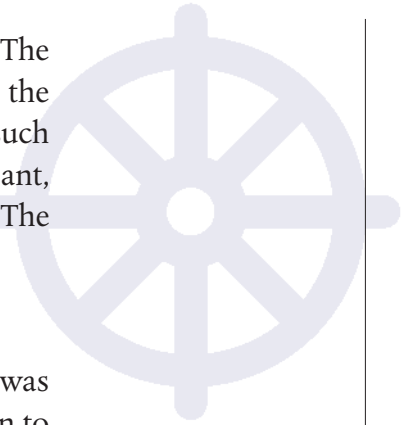 The
the
uch
ant,
The
was
n to